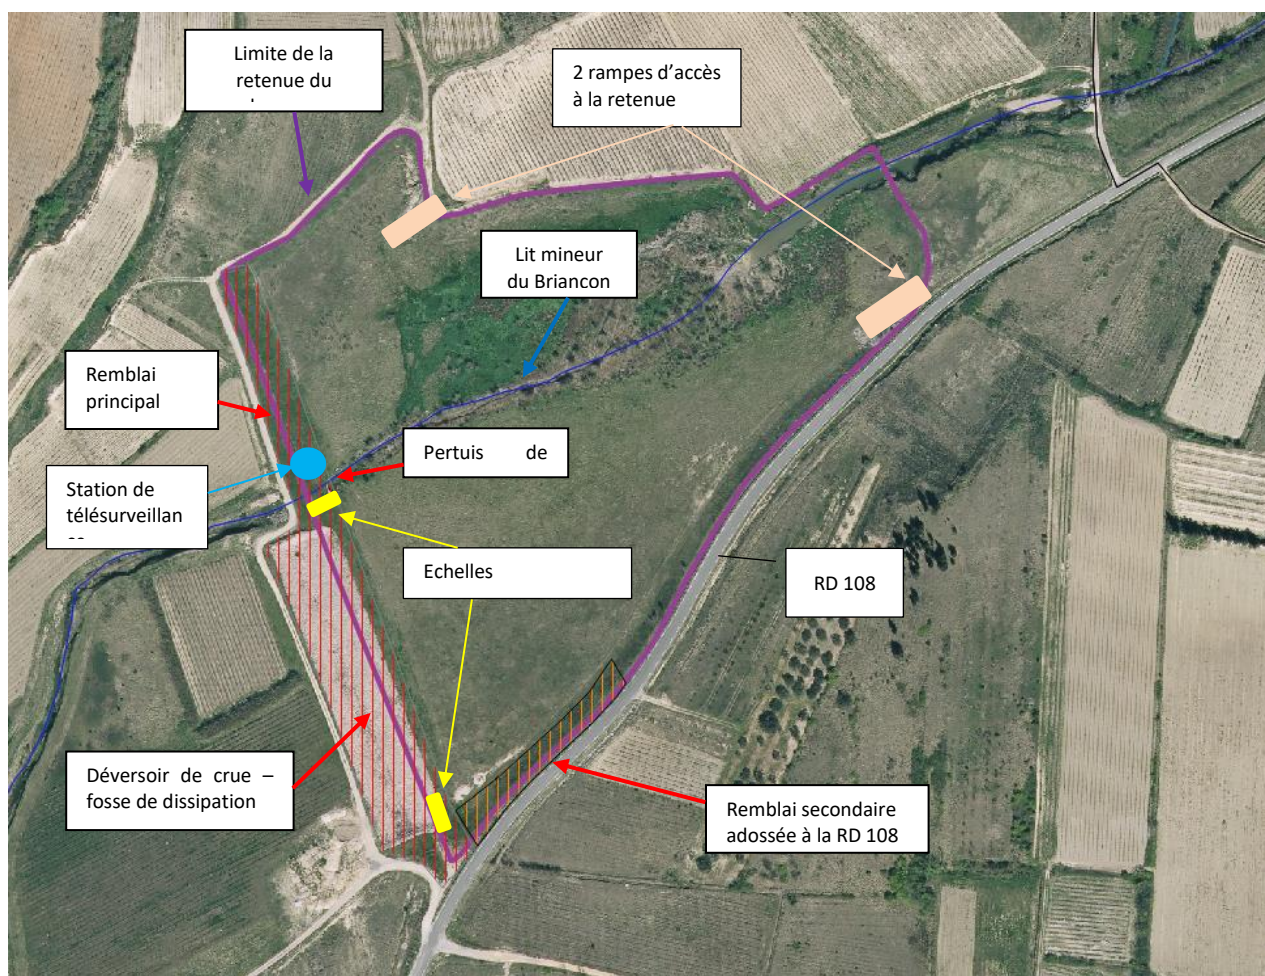 Limite de la
retenue du
2 rampes d’accès
à la retenue
Lit mineur
du Briancon
Remblai
principal
Pertuis de
Station de
télésurveillan
Echelles
RD 108
Déversoir de crue –
fosse de dissipation
Remblai secondaire
adossée à la RD 108